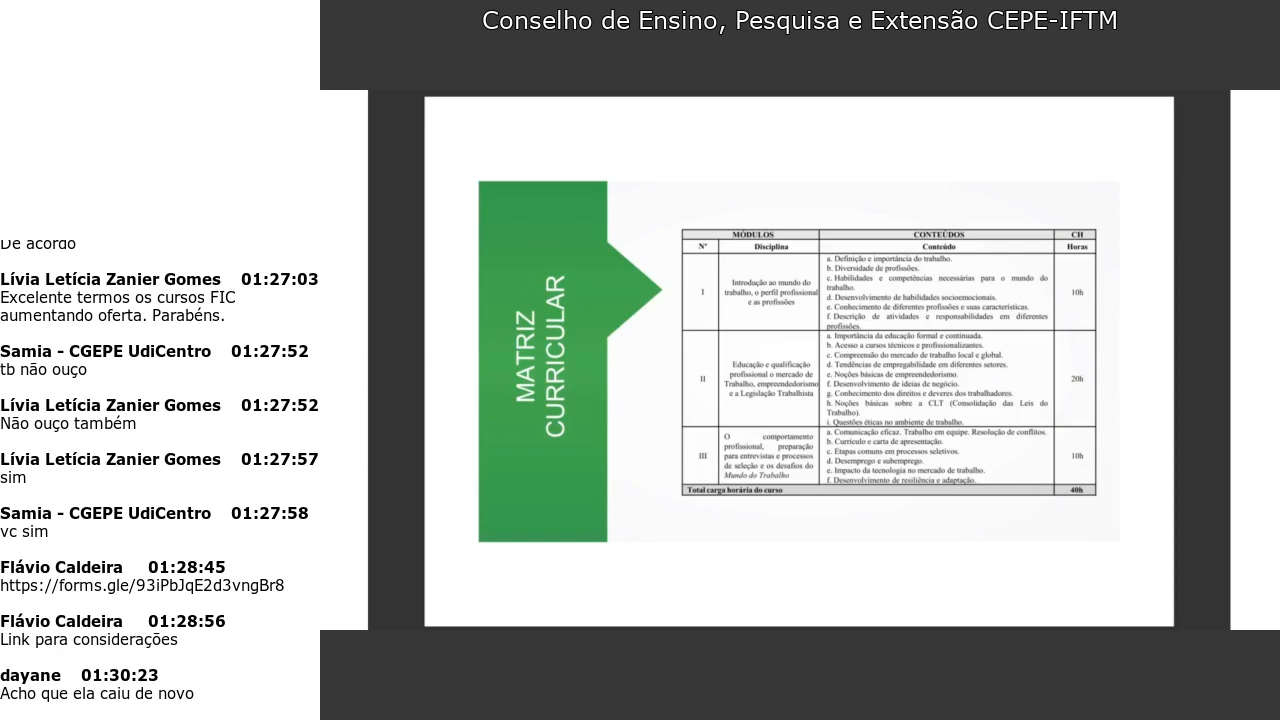 Conselho de Ensino, Pesquisa e Extensão CEPE-IFTM
De acordo
Lívia Letícia Zanier Gomes 01:27:03
Excelente termos os cursos FIC
aumentando oferta. Parabéns.
Samia - CGEPE UdiCentro 01:27:52
tb não ouço
Lívia Letícia Zanier Gomes 01:27:52
Não ouço também
Lívia Letícia Zanier Gomes 01:27:57
sim
Samia - CGEPE UdiCentro 01:27:58
vc sim
Flávio Caldeira 01:28:45
https://forms.gle/93iPbJqE2d3vngBr8
Flávio Caldeira 01:28:56
Link para considerações
dayane 01:30:23
Acho que ela caiu de novo
MATRIZ
CURRICULAR
MÓDULOS CONTEÚDOS CH
Nº Disciplina Conteúdo Horas
I
Introdução ao mundo do
trabalho, o perfil profissional
e as profissões
a. Definição e importância do trabalho.
b. Diversidade de profissões.
c. Habilidades e competências necessárias para o mundo do
trabalho.
d. Desenvolvimento de habilidades socioemocionais.
e. Conhecimento de diferentes profissões e suas características.
f. Descrição de atividades e responsabilidades em diferentes
profissões.
10h
II
Educação e qualificação
profissional o mercado de
Trabalho, empreendedorismo
e a Legislação Trabalhista
a. Importância da educação formal e continuada.
b. Acesso a cursos técnicos e profissionalizantes.
c. Compreensão do mercado de trabalho local e global.
d. Tendências de empregabilidade em diferentes setores.
e. Noções básicas de empreendedorismo.
f. Desenvolvimento de ideias de negócio.
g. Conhecimento dos direitos e deveres dos trabalhadores.
h. Noções básicas sobre a CLT (Consolidação das Leis do
Trabalho).
i. Questões éticas no ambiente de trabalho.
20h
III
O comportamento
profissional, preparação
para entrevistas e processos
de seleção e os desafios do
Mundo do Trabalho
a. Comunicação eficaz. Trabalho em equipe. Resolução de conflitos.
b. Currículo e carta de apresentação.
c. Etapas comuns em processos seletivos.
d. Desemprego e subemprego.
e. Impacto da tecnologia no mercado de trabalho.
f. Desenvolvimento de resiliência e adaptação.
10h
Total carga horária do curso 40h